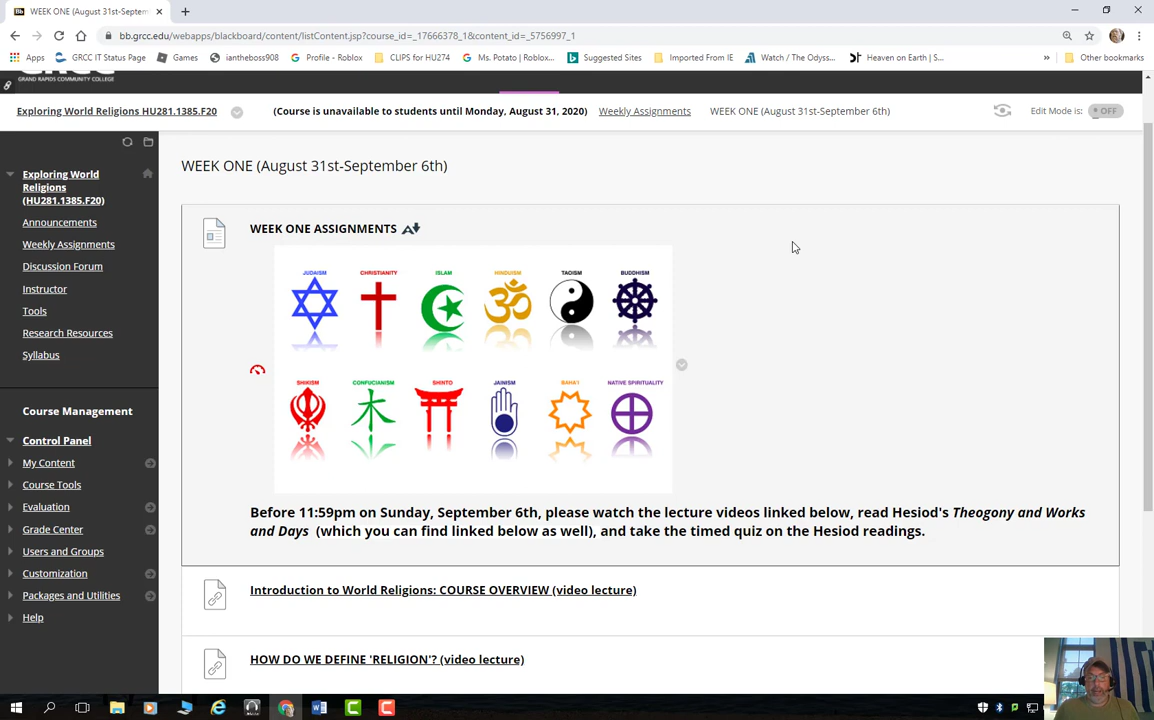 WEEK ONE (August 31st-Septem
bb.grcc.edu/webapps/blackboard/content/listContent.jsp?course_id=_17666378_1&content_id=_5756997_1
Apps GRCC IT Status Page Games iantheboss908 Profile - Roblox CLIPS for HU274 Ms. Potato | Roblox... Suggested Sites Imported From IE Watch / The Odyss... Heaven on Earth | S... » Other bookmarks
GRAND RAPIDS COMMUNITY COLLEGE
Exploring World Religions HU281.1385.F20 (Course is unavailable to students until Monday, August 31, 2020) Weekly Assignments WEEK ONE (August 31st-September 6th) Edit Mode is: OFF
Exploring World
Religions
(HU281.1385.F20)
Announcements
Weekly Assignments
Discussion Forum
Instructor
Tools
Research Resources
Syllabus
Course Management
Control Panel
My Content
Course Tools
Evaluation
Grade Center
Users and Groups
Customization
Packages and Utilities
Help
WEEK ONE (August 31st-September 6th)
WEEK ONE ASSIGNMENTS
JUDAISM CHRISTIANITY ISLAM HINDUISM TAOISM BUDDHISM
SHIKISM CONFUCIANISM SHINTO JAINISM BAHA'I NATIVE SPIRITUALITY
Before 11:59pm on Sunday, September 6th, please watch the lecture videos linked below, read Hesiod's Theogony and Works
and Days (which you can find linked below as well), and take the timed quiz on the Hesiod readings.
Introduction to World Religions: COURSE OVERVIEW (video lecture)
HOW DO WE DEFINE 'RELIGION'? (video lecture)